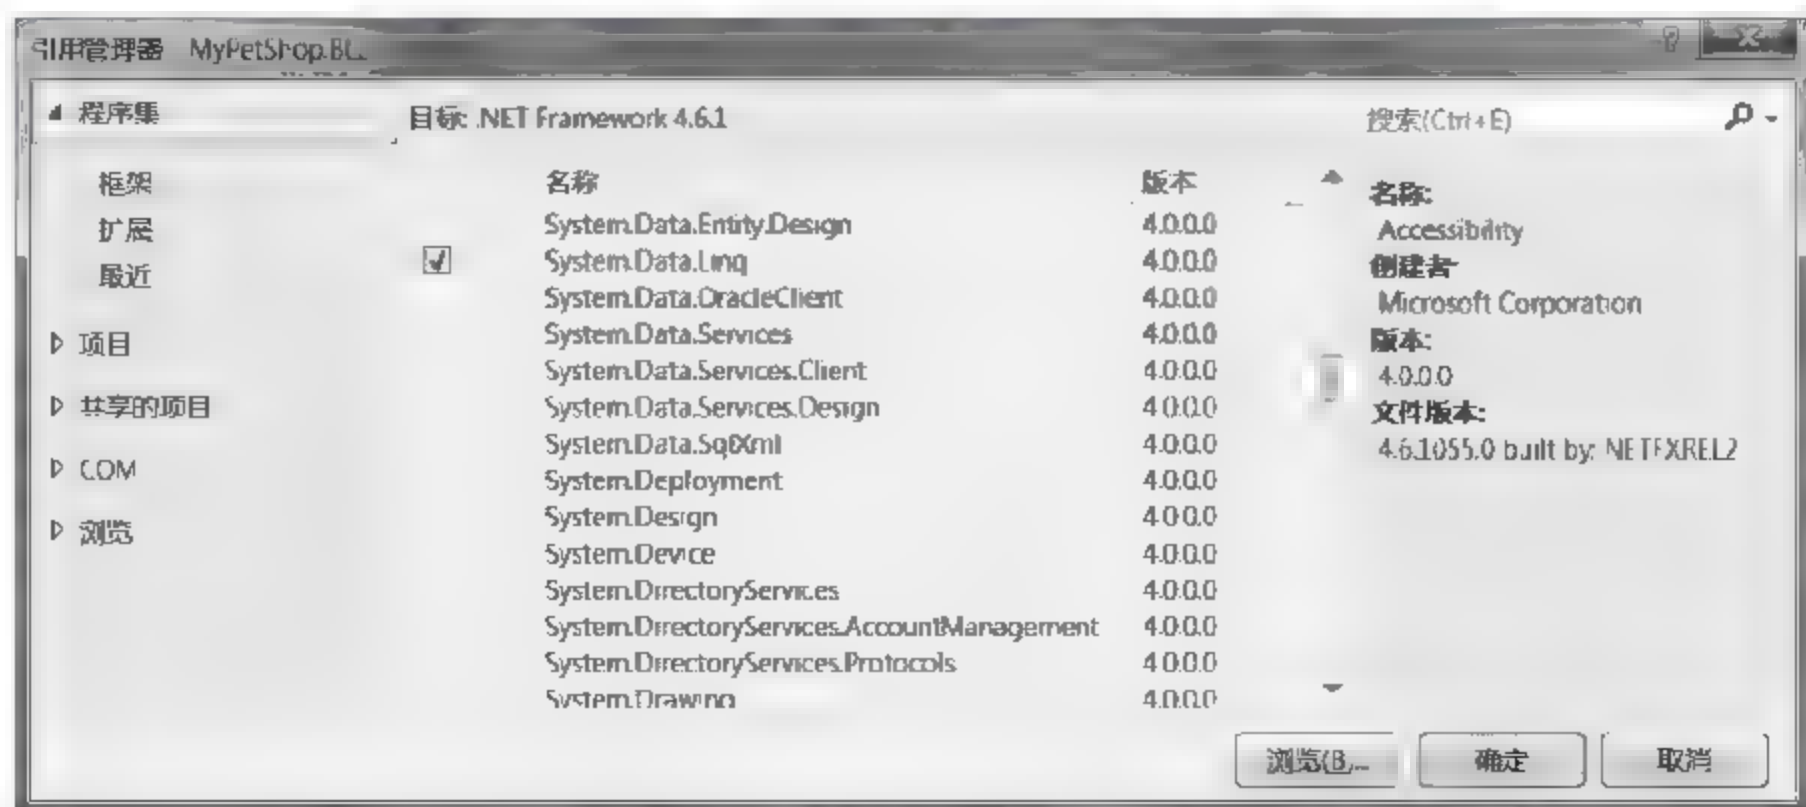 引用管理器 MyPetShop.BLL
程序集
目标: .NET Framework 4.6.1
搜索(Ctrl+E)
框架
扩展
最近
项目
共享的项目
COM
浏览
名称 版本
System.Data.Entity.Design 4.0.0.0
System.Data.Linq 4.0.0.0
System.Data.OracleClient 4.0.0.0
System.Data.Services 4.0.0.0
System.Data.Services.Client 4.0.0.0
System.Data.Services.Design 4.0.0.0
System.Data.SqlXml 4.0.0.0
System.Deployment 4.0.0.0
System.Design 4.0.0.0
System.Device 4.0.0.0
System.DirectoryServices 4.0.0.0
System.DirectoryServices.AccountManagement 4.0.0.0
System.DirectoryServices.Protocols 4.0.0.0
System.Drawing 4.0.0.0
名称:
Accessibility
创建者:
Microsoft Corporation
版本:
4.0.0.0
文件版本:
4.6.1055.0 built by: NETFXREL2
浏览(B)...
确定
取消